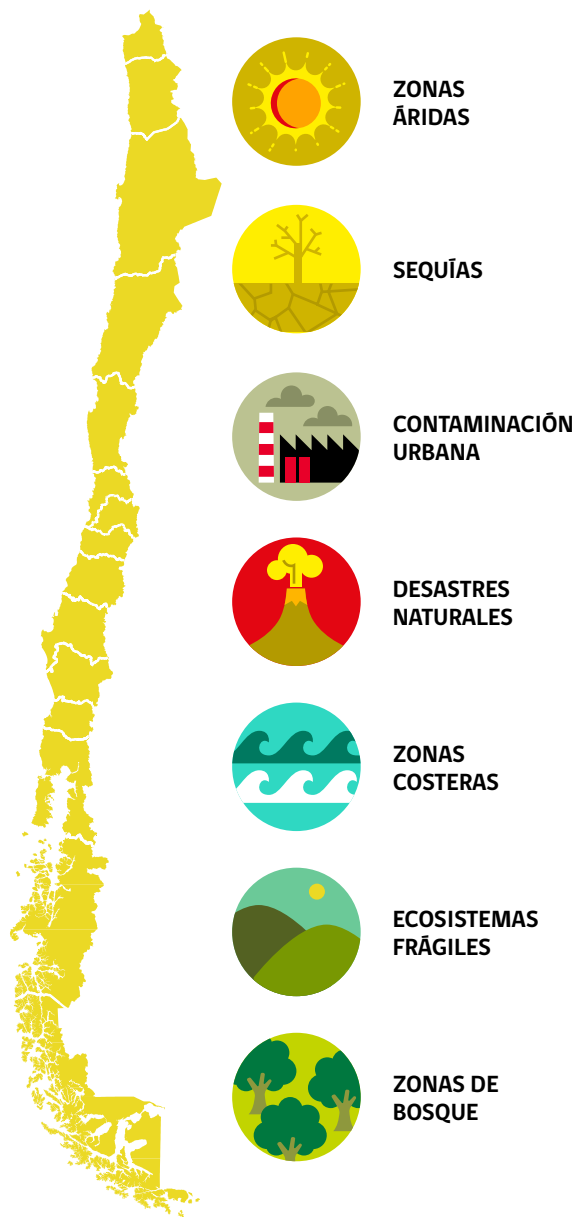 ZONAS
ÁRIDAS
SEQUÍAS
CONTAMINACIÓN
URBANA
DESASTRES
NATURALES
ZONAS
COSTERAS
ECOSISTEMAS
FRÁGILES
ZONAS DE
BOSQUE